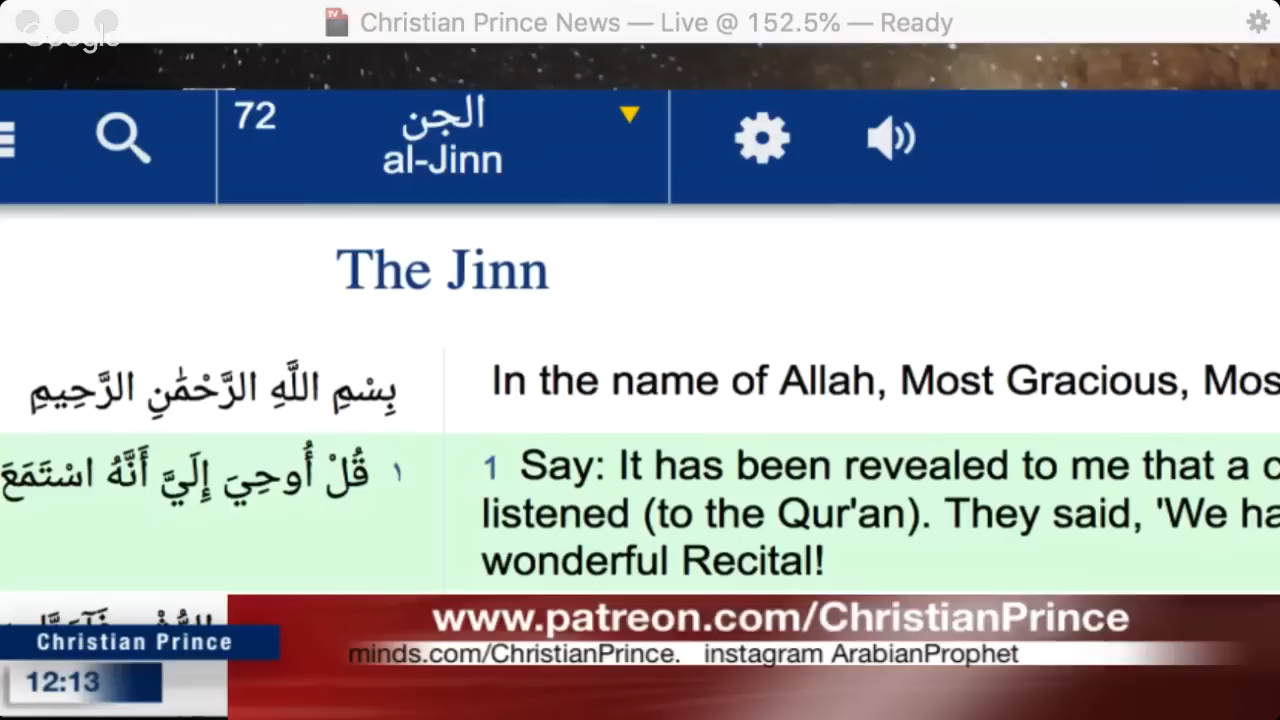 Christian Prince News — Live @ 152.5% — Ready
Google
72
الجن
al-Jinn
The Jinn
بِسْمِ اللَّهِ الرَّحْمَٰنِ الرَّحِيمِ
In the name of Allah, Most Gracious, Mos
١ قُلْ أُوحِيَ إِلَيَّ أَنَّهُ اسْتَمَعَ
1 Say: It has been revealed to me that a c
listened (to the Qur'an). They said, 'We ha
wonderful Recital!
www.patreon.com/ChristianPrince
Christian Prince
minds.com/ChristianPrince. instagram ArabianProphet
12:13